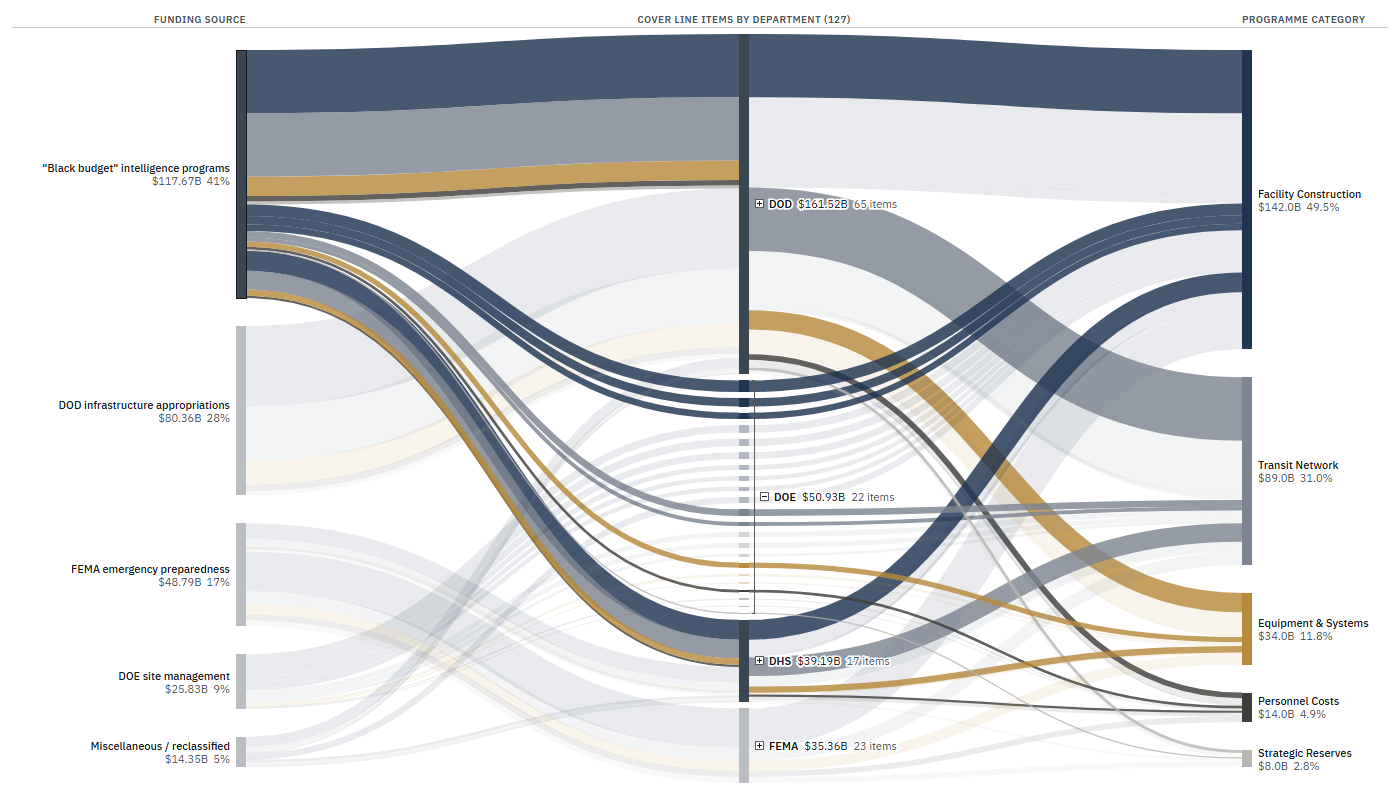 FUNDING SOURCE
COVER LINE ITEMS BY DEPARTMENT (127)
PROGRAMME CATEGORY
"Black budget" intelligence programs
$117.67B 41%
DOD infrastructure appropriations
$80.36B 28%
FEMA emergency preparedness
$48.79B 17%
DOE site management
$25.83B 9%
Miscellaneous / reclassified
$14.35B 5%
DOD $161.52B 65 items
DOE $50.93B 22 items
DHS $39.19B 17 items
FEMA $35.36B 23 items
Facility Construction
$142.0B 49.5%
Transit Network
$89.0B 31.0%
Equipment & Systems
$34.0B 11.8%
Personnel Costs
$14.0B 4.9%
Strategic Reserves
$8.0B 2.8%